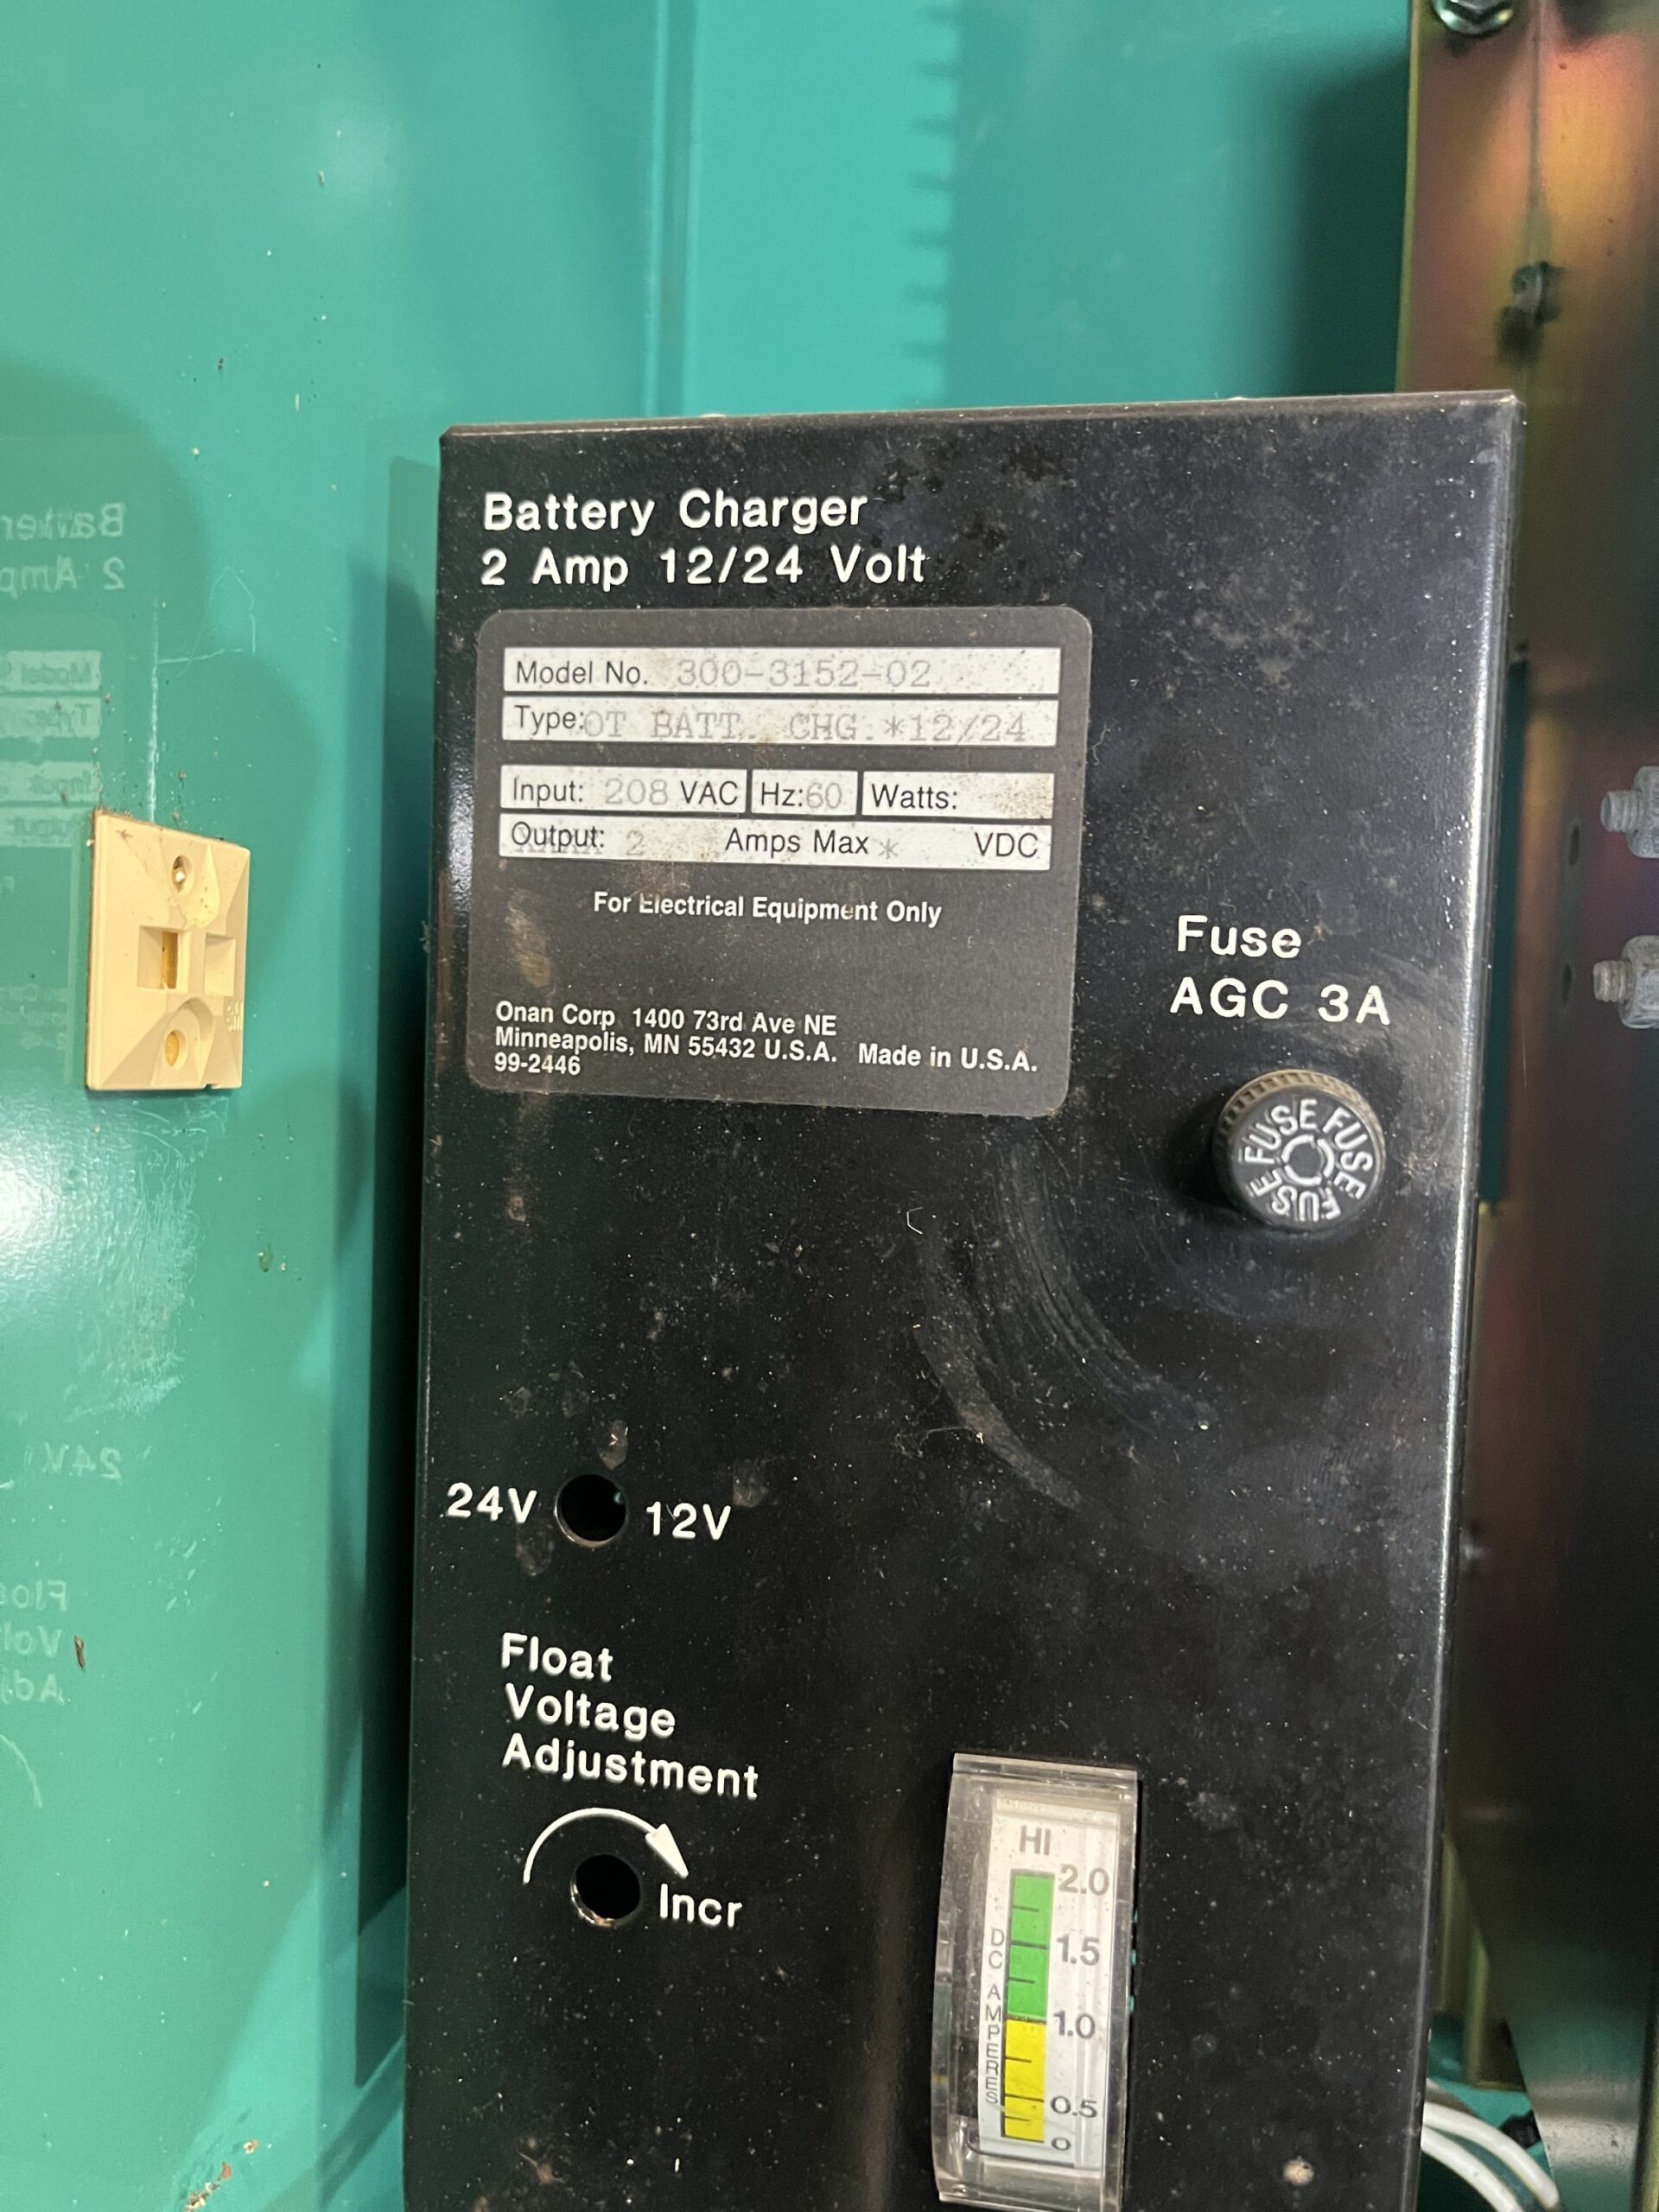 Battery Charger
2 Amp 12/24 Volt
Model No. 300-3152-02
Type: OT BATT. CHG.*12/24
Input: 208 VAC Hz: 60 Watts:
Output: 2 Amps Max * VDC
For Electrical Equipment Only
Onan Corp 1400 73rd Ave NE
Minneapolis, MN 55432 U.S.A. Made in U.S.A.
99-2446
Fuse
AGC 3A
FUSE FUSE FUSE FUSE
24V 12V
Float
Voltage
Adjustment
Incr
HI
2.0
1.5
1.0
0.5
0
DC AMPERES
3M